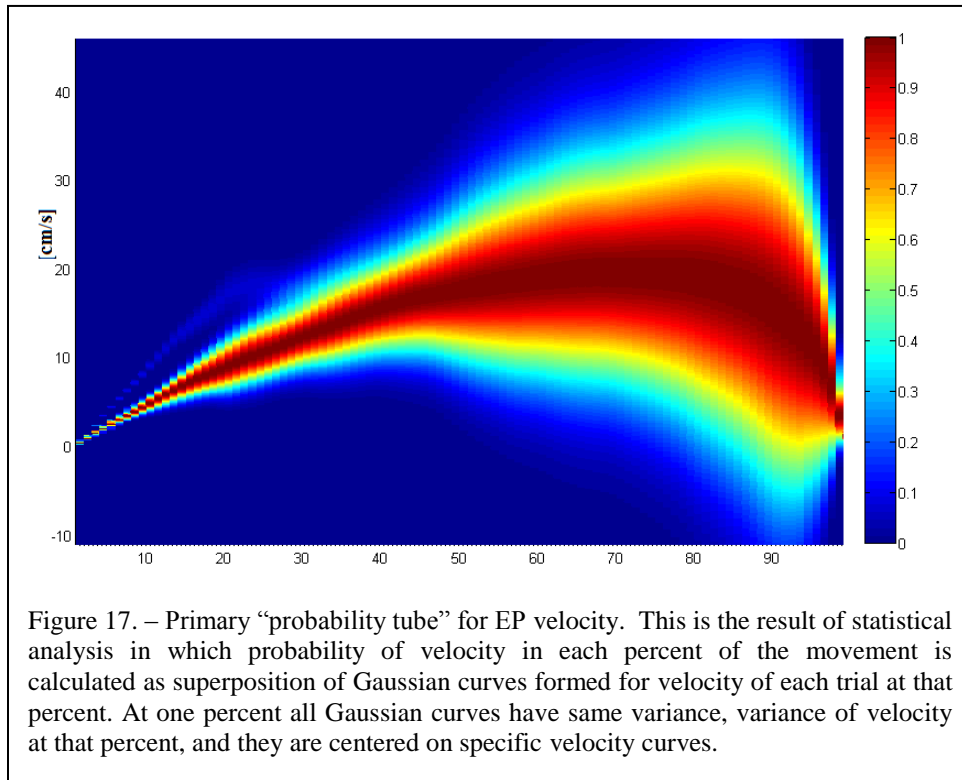 40
30
20
10
0
-10
[cm/s]
10 20 30 40 50 60 70 80 90
1
0.9
0.8
0.7
0.6
0.5
0.4
0.3
0.2
0.1
0
Figure 17. – Primary “probability tube” for EP velocity. This is the result of statistical
analysis in which probability of velocity in each percent of the movement is
calculated as superposition of Gaussian curves formed for velocity of each trial at that
percent. At one percent all Gaussian curves have same variance, variance of velocity
at that percent, and they are centered on specific velocity curves.